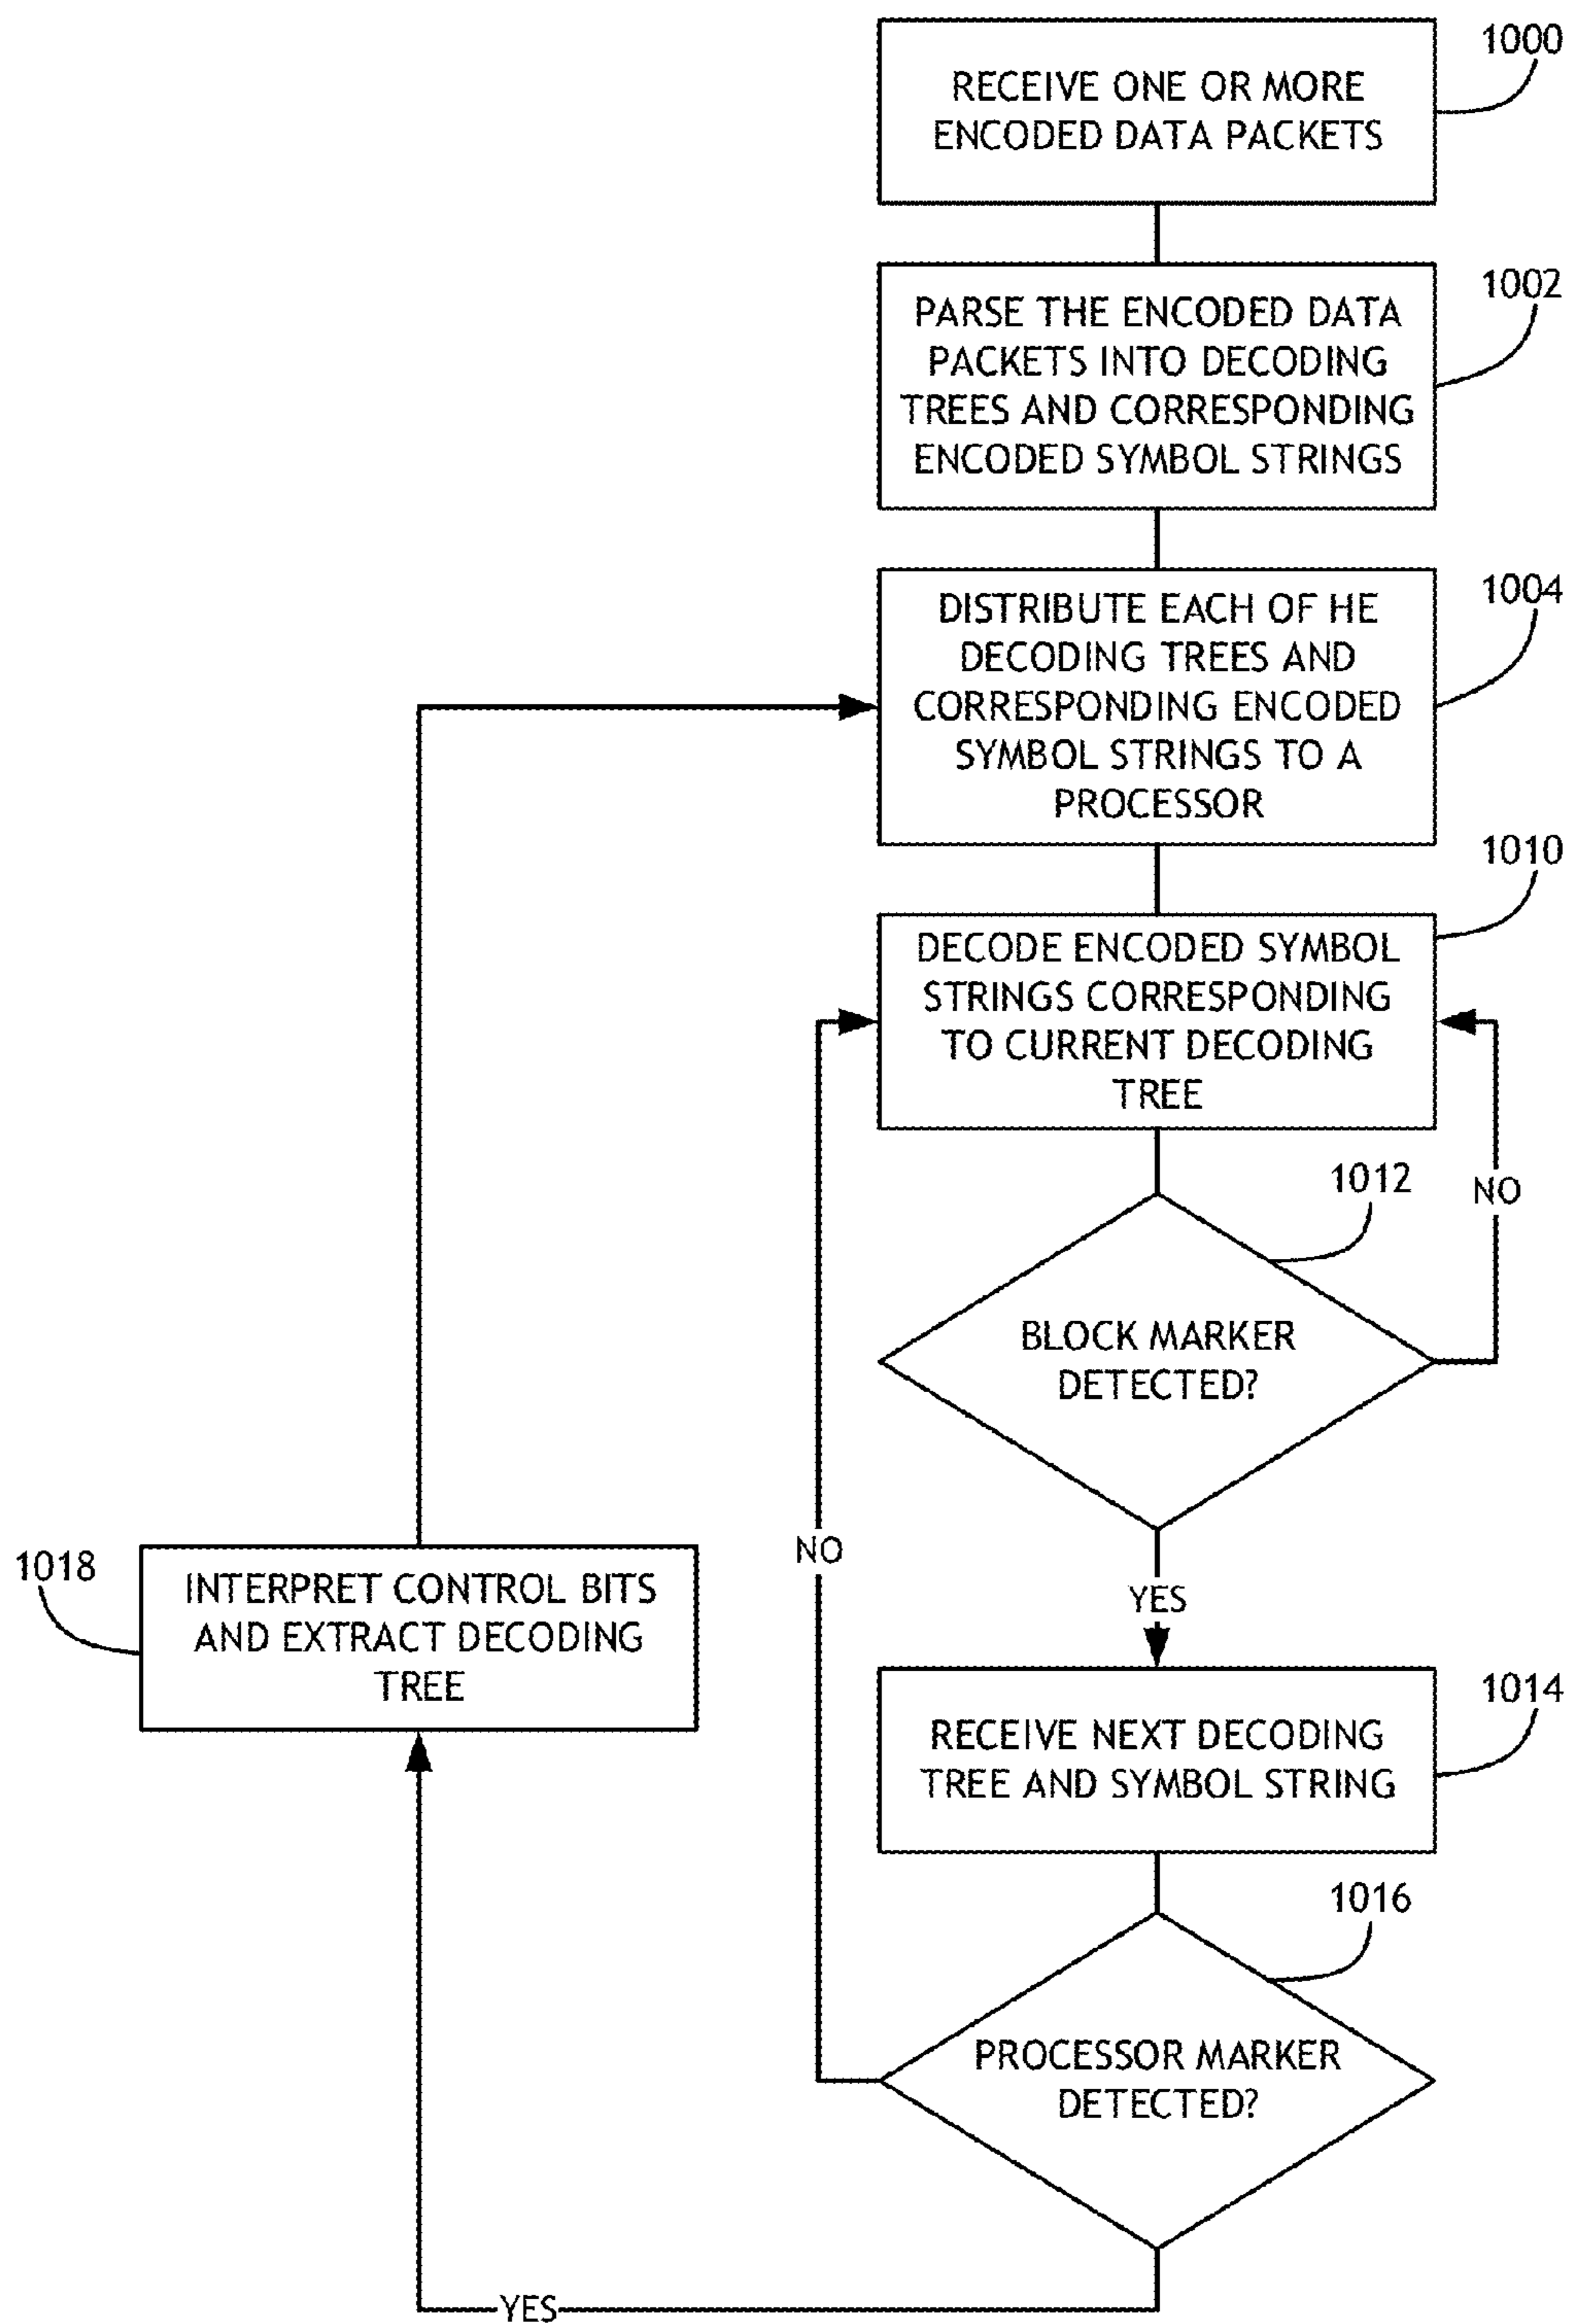 1000
RECEIVE ONE OR MORE
ENCODED DATA PACKETS
1002
PARSE THE ENCODED DATA
PACKETS INTO DECODING
TREES AND CORRESPONDING
ENCODED SYMBOL STRINGS
1004
DISTRIBUTE EACH OF HE
DECODING TREES AND
CORRESPONDING ENCODED
SYMBOL STRINGS TO A
PROCESSOR
1010
DECODE ENCODED SYMBOL
STRINGS CORRESPONDING
TO CURRENT DECODING
TREE
1012
NO
BLOCK MARKER
DETECTED?
NO
YES
1018
INTERPRET CONTROL BITS
AND EXTRACT DECODING
TREE
1014
RECEIVE NEXT DECODING
TREE AND SYMBOL STRING
1016
PROCESSOR MARKER
DETECTED?
YES